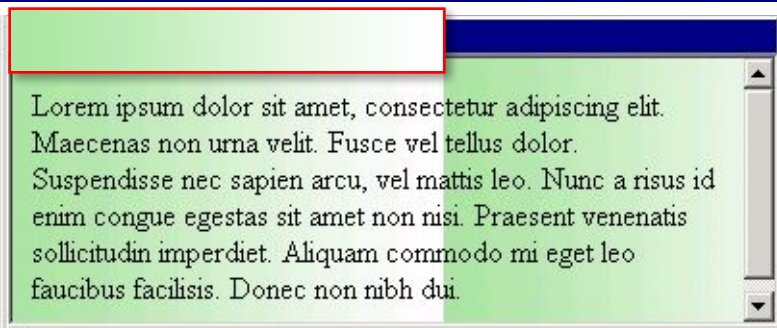 Lorem ipsum dolor sit amet, consectetur adipiscing elit.
Maecenas non urna velit. Fusce vel tellus dolor.
Suspendisse nec sapien arcu, vel mattis leo. Nunc a risus id
enim congue egestas sit amet non nisi. Praesent venenatis
sollicitudin imperdiet. Aliquam commodo mi eget leo
faucibus facilisis. Donec non nibh dui.